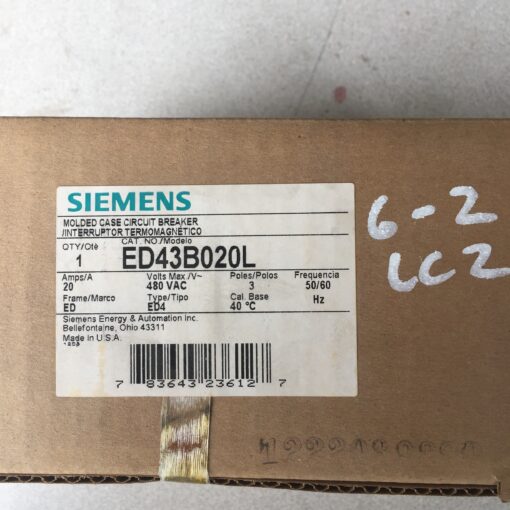 SIEMENS
MOLDED CASE CIRCUIT BREAKER
/INTERRUPTOR TERMOMAGNÉTICO
QTY/Qté CAT. NO./Modelo
1 ED43B020L
Amps/A Volts Max /V~ Poles/Polos Frequencia
20 480 VAC 3 50/60
Frame/Marco Type/Tipo Cal. Base Hz
ED ED4 40 °C
Siemens Energy & Automation Inc.
Bellefontaine, Ohio 43311
Made in U.S.A.
7 83643 23612 7
6-2
LC2